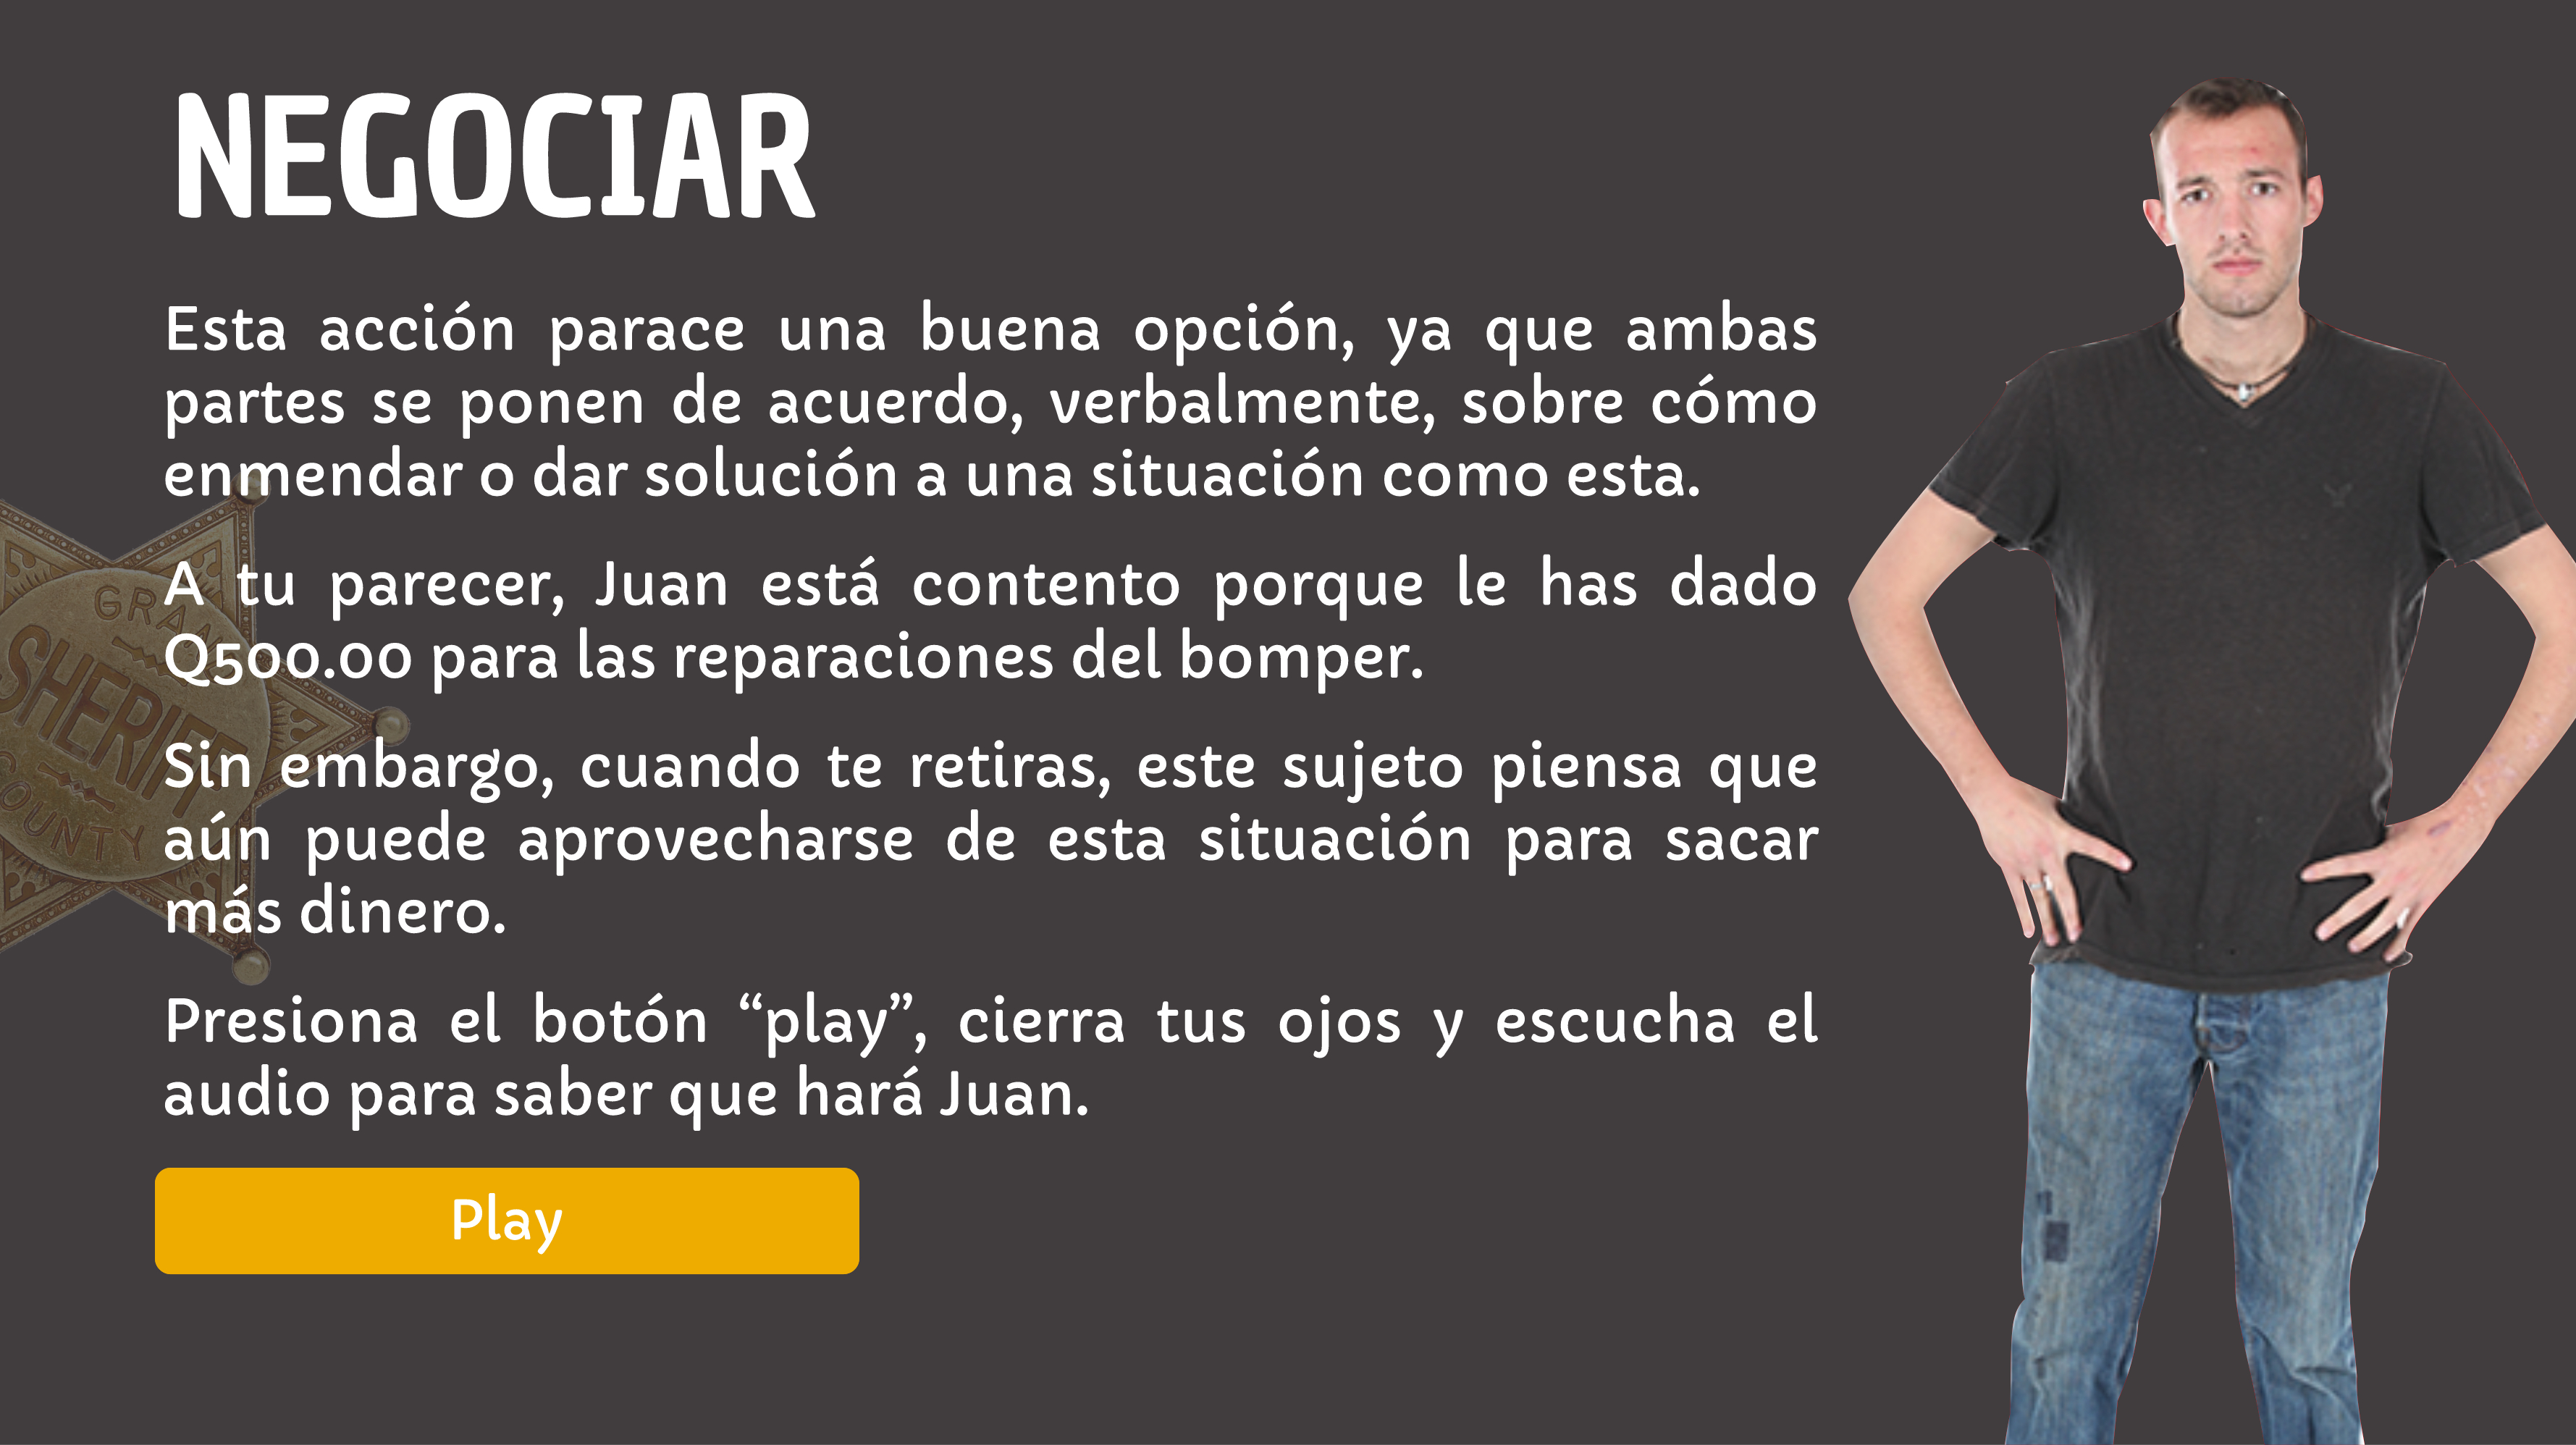 NEGOCIAR
Esta acción parace una buena opción, ya que ambas
partes se ponen de acuerdo, verbalmente, sobre cómo
enmendar o dar solución a una situación como esta.
A tu parecer, Juan está contento porque le has dado
Q500.00 para las reparaciones del bomper.
Sin embargo, cuando te retiras, este sujeto piensa que
aún puede aprovecharse de esta situación para sacar
más dinero.
Presiona el botón “play”, cierra tus ojos y escucha el
audio para saber que hará Juan.
Play
SHERIFF
COUNTY